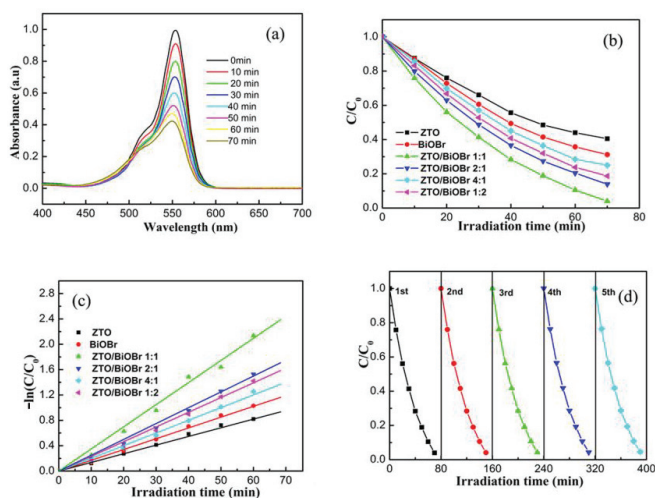 (a)
Absorbance (a.u)
1.0
0.8
0.6
0.4
0.2
0.0
400 450 500 550 600 650 700
Wavelength (nm)
0min
10 min
20 min
30 min
40 min
50 min
60 min
70 min
(b)
C/C0
1.0
0.8
0.6
0.4
0.2
0.0
0 20 40 60 80
Irradiation time (min)
ZTO
BiOBr
ZTO/BiOBr 1:1
ZTO/BiOBr 2:1
ZTO/BiOBr 4:1
ZTO/BiOBr 1:2
(c)
-ln(C/C0)
2.8
2.4
2.0
1.6
1.2
0.8
0.4
0.0
0 10 20 30 40 50 60 70
Irradiation time (min)
ZTO
BiOBr
ZTO/BiOBr 1:1
ZTO/BiOBr 2:1
ZTO/BiOBr 4:1
ZTO/BiOBr 1:2
(d)
1st 2nd 3rd 4th 5th
C/C0
1.0
0.8
0.6
0.4
0.2
0.0
0 80 160 240 320 400
Irradiation time (min)